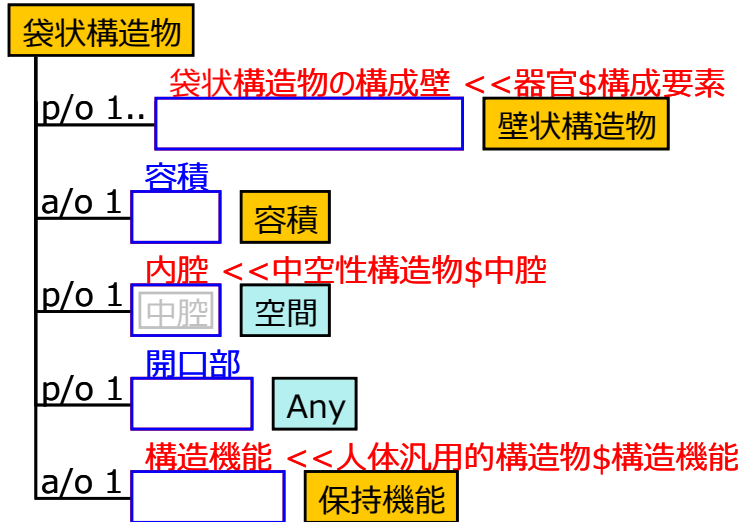 袋状構造物
袋状構造物の構成壁 <<器官$構成要素
p/o 1.. 壁状構造物
容積
a/o 1 容積
内腔 <<中空性構造物$中腔
p/o 1 中腔 空間
開口部
p/o 1 Any
構造機能 <<人体汎用的構造物$構造機能
a/o 1 保持機能